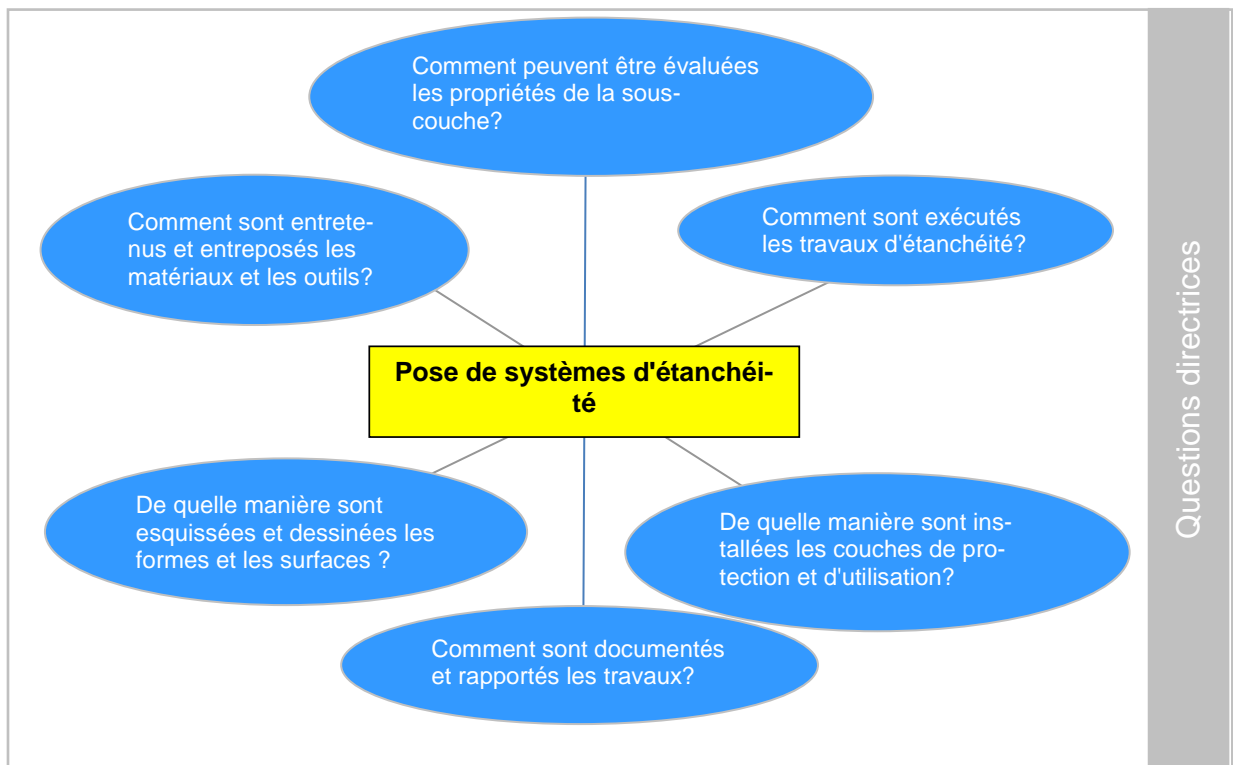 Comment peuvent être évaluées
les propriétés de la sous-
couche?
Comment sont entrete-
nus et entreposés les
matériaux et les outils?
Comment sont exécutés
les travaux d'étanchéité?
Pose de systèmes d'étanchéi-
té
De quelle manière sont
esquissées et dessinées les
formes et les surfaces ?
De quelle manière sont ins-
tallées les couches de pro-
tection et d'utilisation?
Comment sont documentés
et rapportés les travaux?
Questions directrices